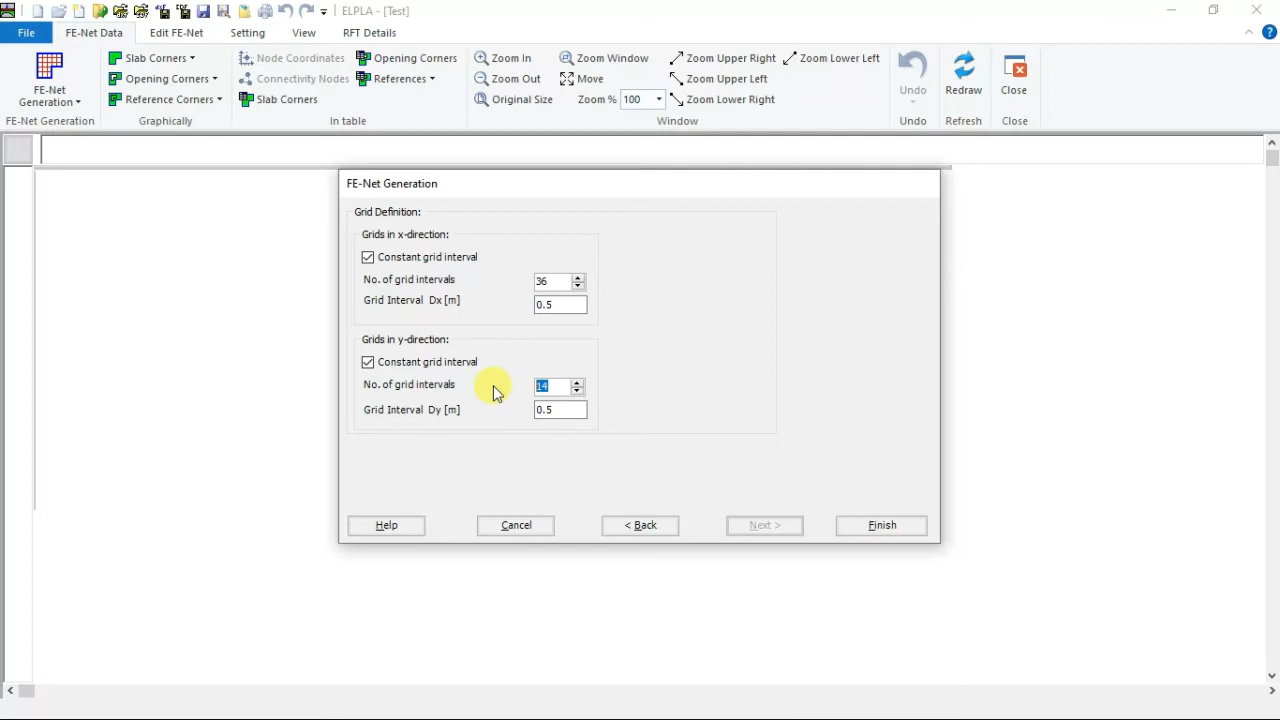 ELPLA - [Test]
File FE-Net Data Edit FE-Net Setting View RFT Details
FE-Net Generation
Slab Corners
Opening Corners
Reference Corners
Node Coordinates
Connectivity Nodes
Slab Corners
Opening Corners
References
Zoom In
Zoom Out
Original Size
Zoom Window
Move
Zoom % 100
Zoom Upper Right
Zoom Upper Left
Zoom Lower Right
Zoom Lower Left
Undo
Redraw
Close
FE-Net Generation Graphically In table Window Undo Refresh Close
FE-Net Generation
Grid Definition:
Grids in x-direction:
Constant grid interval
No. of grid intervals 36
Grid Interval Dx [m] 0.5
Grids in y-direction:
Constant grid interval
No. of grid intervals 14
Grid Interval Dy [m] 0.5
Help Cancel < Back Next > Finish